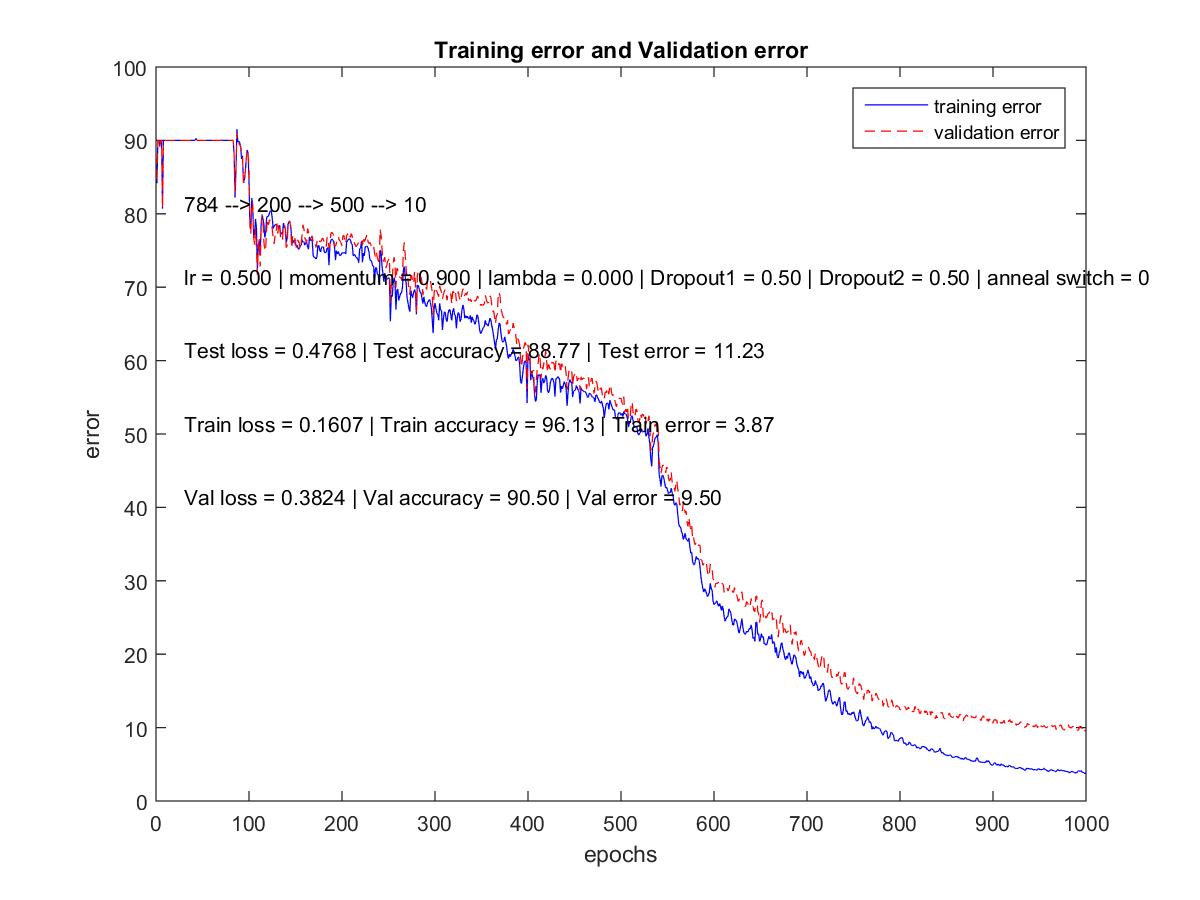 Training error and Validation error
100
90
80
70
60
50
40
30
20
10
0
error
training error
validation error
784 --> 200 --> 500 --> 10
lr = 0.500 | momentum = 0.900 | lambda = 0.000 | Dropout1 = 0.50 | Dropout2 = 0.50 | anneal switch = 0
Test loss = 0.4768 | Test accuracy = 88.77 | Test error = 11.23
Train loss = 0.1607 | Train accuracy = 96.13 | Train error = 3.87
Val loss = 0.3824 | Val accuracy = 90.50 | Val error = 9.50
0 100 200 300 400 500 600 700 800 900 1000
epochs